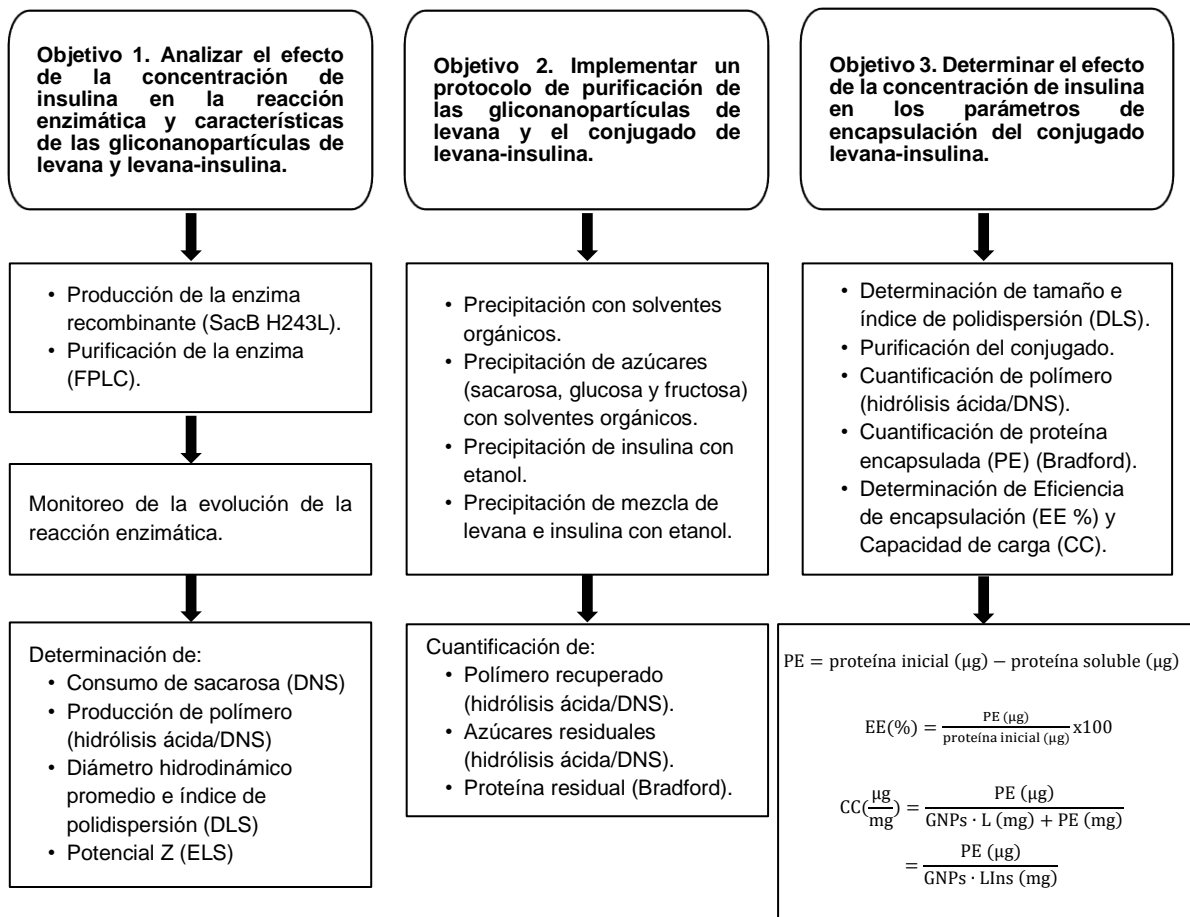 Objetivo 1. Analizar el efecto
de la concentración de
insulina en la reacción
enzimática y características
de las gliconanopartículas de
levana y levana-insulina.
• Producción de la enzima
recombinante (SacB H243L).
• Purificación de la enzima
(FPLC).
Monitoreo de la evolución de la
reacción enzimática.
Determinación de:
• Consumo de sacarosa (DNS)
• Producción de polímero
(hidrólisis ácida/DNS)
• Diámetro hidrodinámico
promedio e índice de
polidispersión (DLS)
• Potencial Z (ELS)
Objetivo 2. Implementar un
protocolo de purificación de
las gliconanopartículas de
levana y el conjugado de
levana-insulina.
• Precipitación con solventes
orgánicos.
• Precipitación de azúcares
(sacarosa, glucosa y fructosa)
con solventes orgánicos.
• Precipitación de insulina con
etanol.
• Precipitación de mezcla de
levana e insulina con etanol.
Cuantificación de:
• Polímero recuperado
(hidrólisis ácida/DNS).
• Azúcares residuales
(hidrólisis ácida/DNS).
• Proteína residual (Bradford).
Objetivo 3. Determinar el efecto
de la concentración de insulina
en los parámetros de
encapsulación del conjugado
levana-insulina.
• Determinación de tamaño e
índice de polidispersión (DLS).
• Purificación del conjugado.
• Cuantificación de polímero
(hidrólisis ácida/DNS).
• Cuantificación de proteína
encapsulada (PE) (Bradford).
• Determinación de Eficiencia
de encapsulación (EE %) y
Capacidad de carga (CC).
PE = proteína inicial (μg) − proteína soluble (μg)
EE(%) = PE (μg) / proteína inicial (μg) x100
CC(μg/mg) = PE (μg) / GNPs · L (mg) + PE (mg)
= PE (μg) / GNPs · LIns (mg)